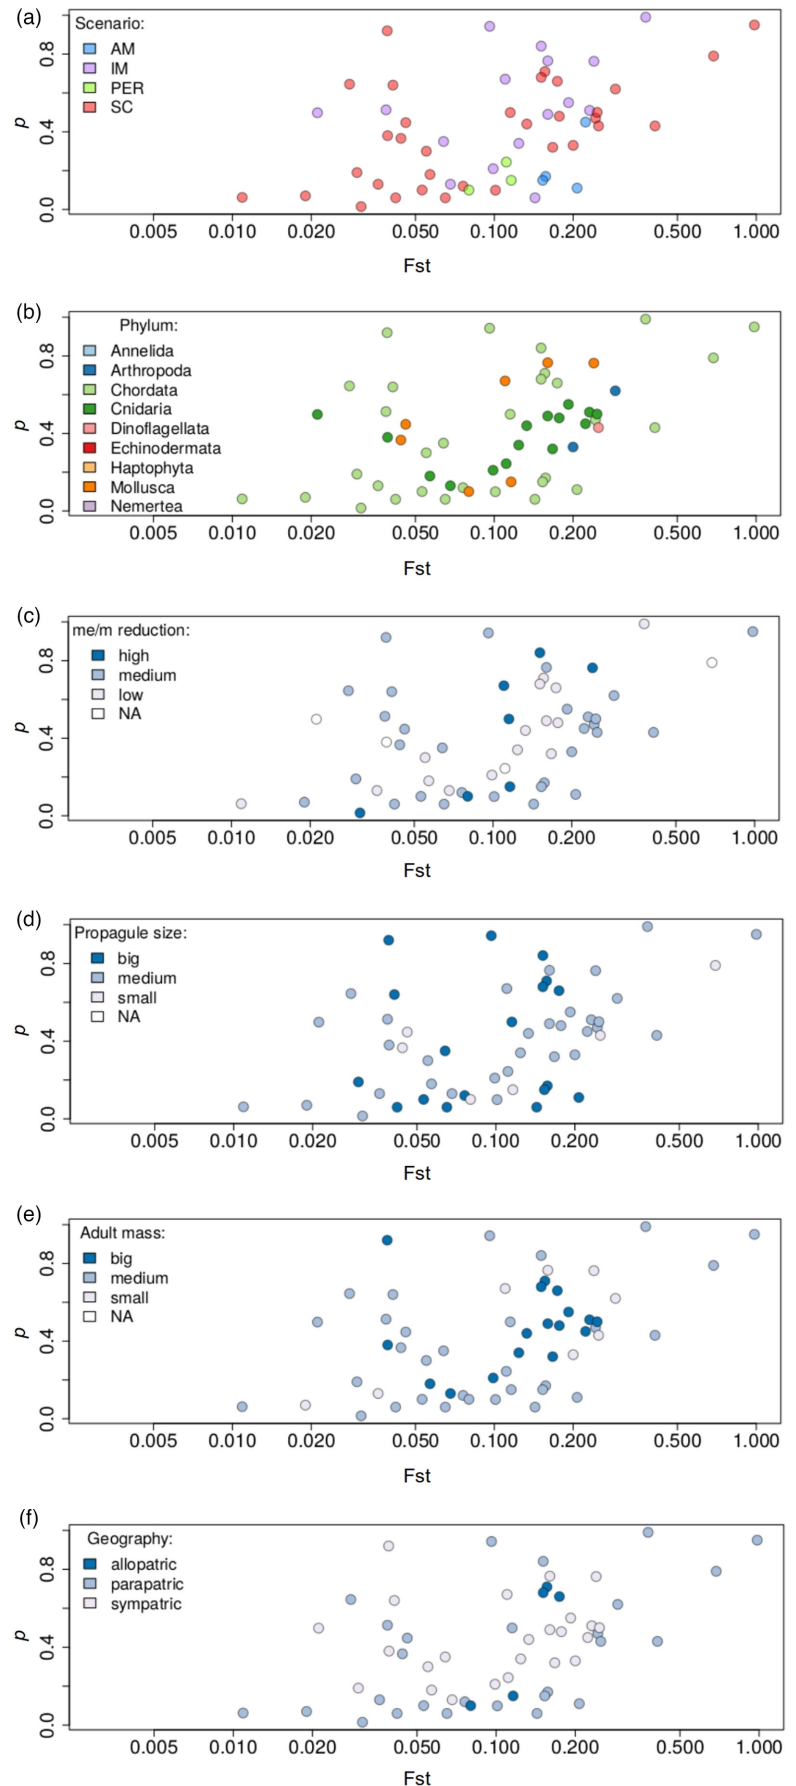 (a)
Scenario:
AM
IM
PER
SC
0.8
0.4
0.0
p
0.005 0.010 0.020 0.050 0.100 0.200 0.500 1.000
Fst
(b)
Phylum:
Annelida
Arthropoda
Chordata
Cnidaria
Dinoflagellata
Echinodermata
Haptophyta
Mollusca
Nemertea
0.8
0.4
0.0
p
0.005 0.010 0.020 0.050 0.100 0.200 0.500 1.000
Fst
(c)
me/m reduction:
high
medium
low
NA
0.8
0.4
0.0
p
0.005 0.010 0.020 0.050 0.100 0.200 0.500 1.000
Fst
(d)
Propagule size:
big
medium
small
NA
0.8
0.4
0.0
p
0.005 0.010 0.020 0.050 0.100 0.200 0.500 1.000
Fst
(e)
Adult mass:
big
medium
small
NA
0.8
0.4
0.0
p
0.005 0.010 0.020 0.050 0.100 0.200 0.500 1.000
Fst
(f)
Geography:
allopatric
parapatric
sympatric
0.8
0.4
0.0
p
0.005 0.010 0.020 0.050 0.100 0.200 0.500 1.000
Fst